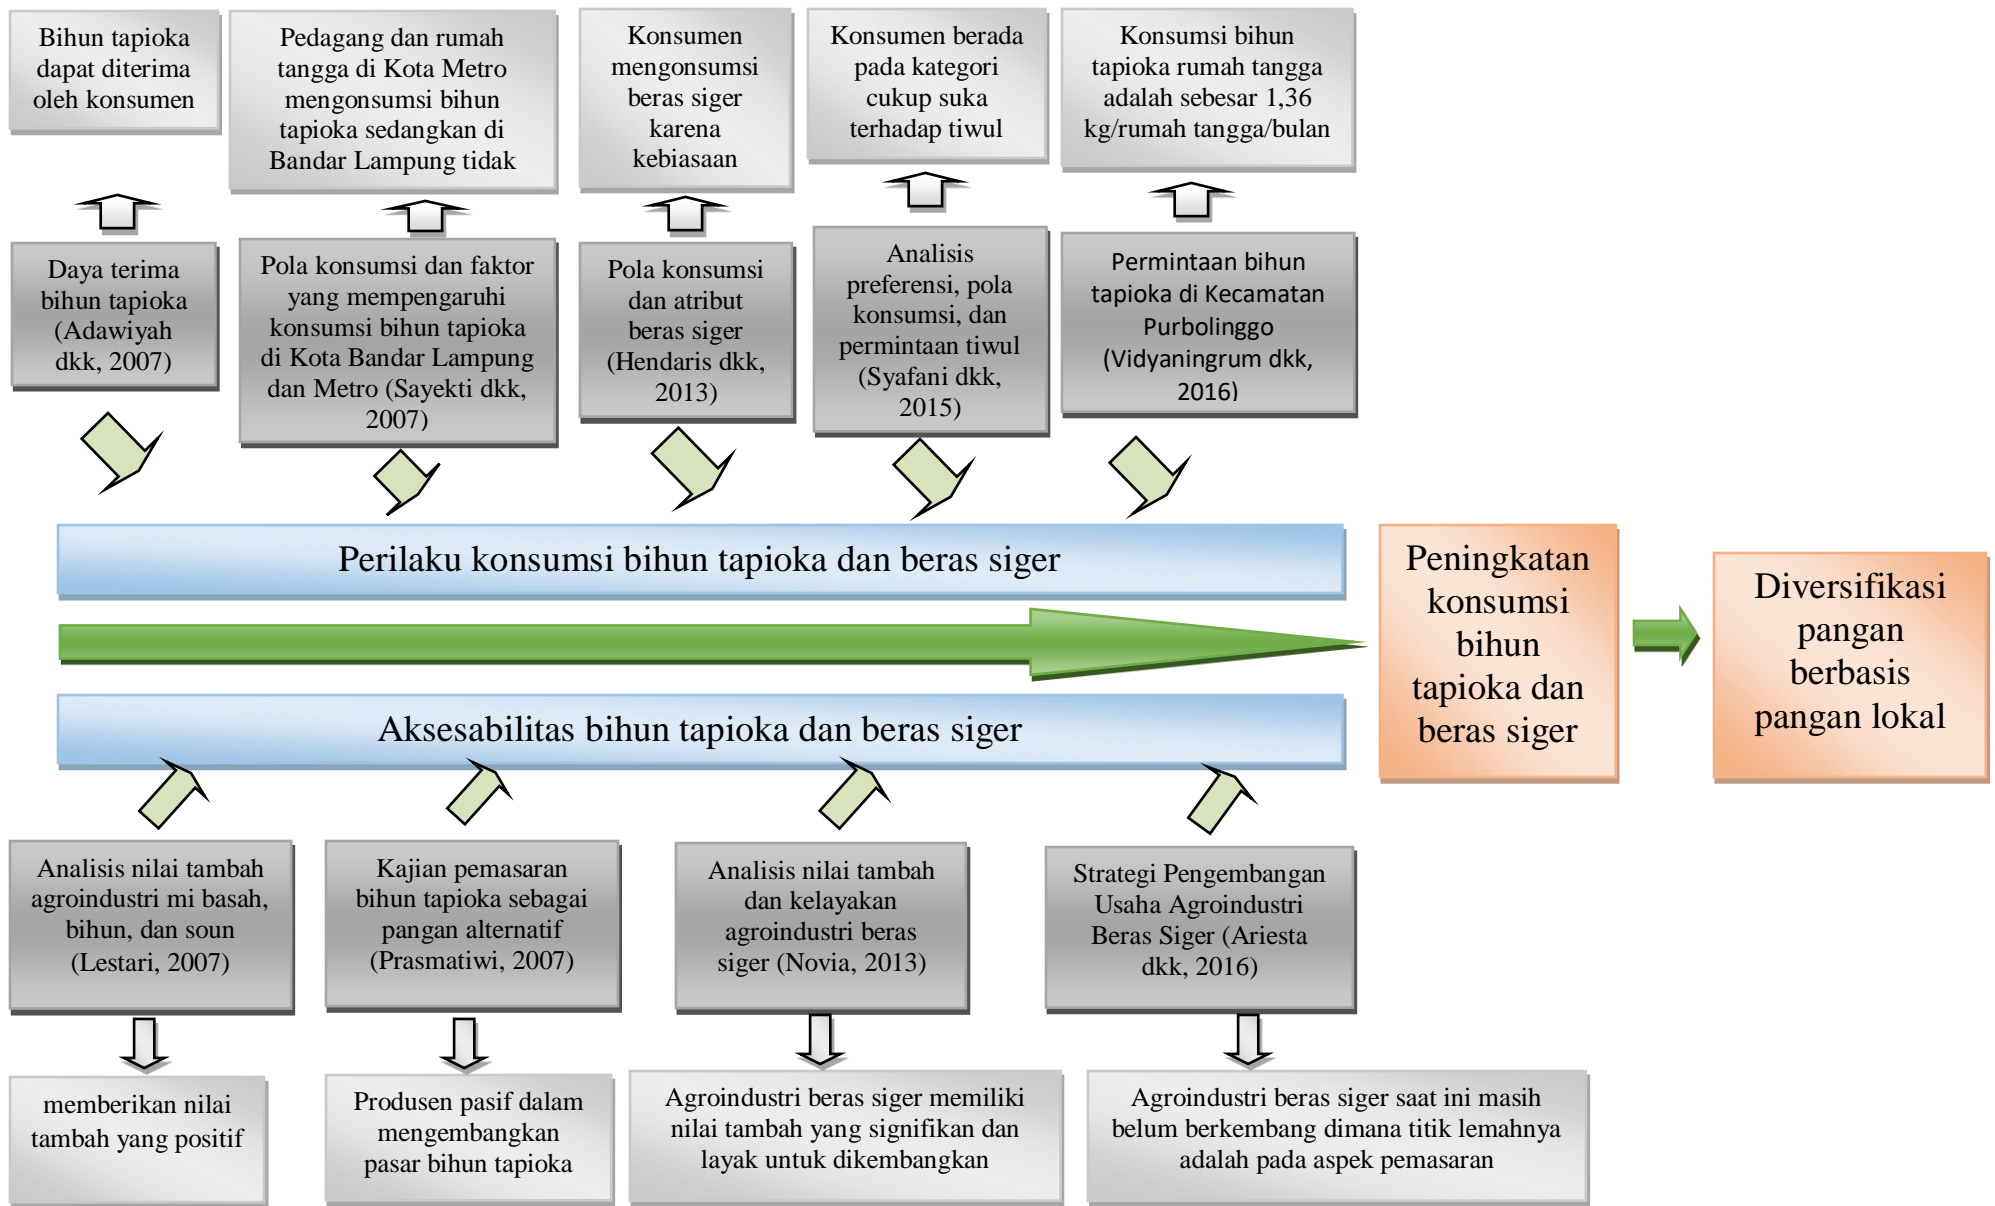 Bihun tapioka
dapat diterima
oleh konsumen
Pedagang dan rumah
tangga di Kota Metro
mengonsumsi bihun
tapioka sedangkan di
Bandar Lampung tidak
Konsumen
mengonsumsi
beras siger
karena
kebiasaan
Konsumen berada
pada kategori
cukup suka
terhadap tiwul
Konsumsi bihun
tapioka rumah tangga
adalah sebesar 1,36
kg/rumah tangga/bulan
Daya terima
bihun tapioka
(Adawiyah
dkk, 2007)
Pola konsumsi dan faktor
yang mempengaruhi
konsumsi bihun tapioka
di Kota Bandar Lampung
dan Metro (Sayekti dkk,
2007)
Pola konsumsi
dan atribut
beras siger
(Hendaris dkk,
2013)
Analisis
preferensi, pola
konsumsi, dan
permintaan tiwul
(Syafani dkk,
2015)
Permintaan bihun
tapioka di Kecamatan
Purbolinggo
(Vidyaningrum dkk,
2016)
Perilaku konsumsi bihun tapioka dan beras siger
Aksesabilitas bihun tapioka dan beras siger
Peningkatan
konsumsi
bihun
tapioka dan
beras siger
Diversifikasi
pangan
berbasis
pangan lokal
Analisis nilai tambah
agroindustri mi basah,
bihun, dan soun
(Lestari, 2007)
Kajian pemasaran
bihun tapioka sebagai
pangan alternatif
(Prasmatiwi, 2007)
Analisis nilai tambah
dan kelayakan
agroindustri beras
siger (Novia, 2013)
Strategi Pengembangan
Usaha Agroindustri
Beras Siger (Ariesta
dkk, 2016)
memberikan nilai
tambah yang positif
Produsen pasif dalam
mengembangkan
pasar bihun tapioka
Agroindustri beras siger memiliki
nilai tambah yang signifikan dan
layak untuk dikembangkan
Agroindustri beras siger saat ini masih
belum berkembang dimana titik lemahnya
adalah pada aspek pemasaran